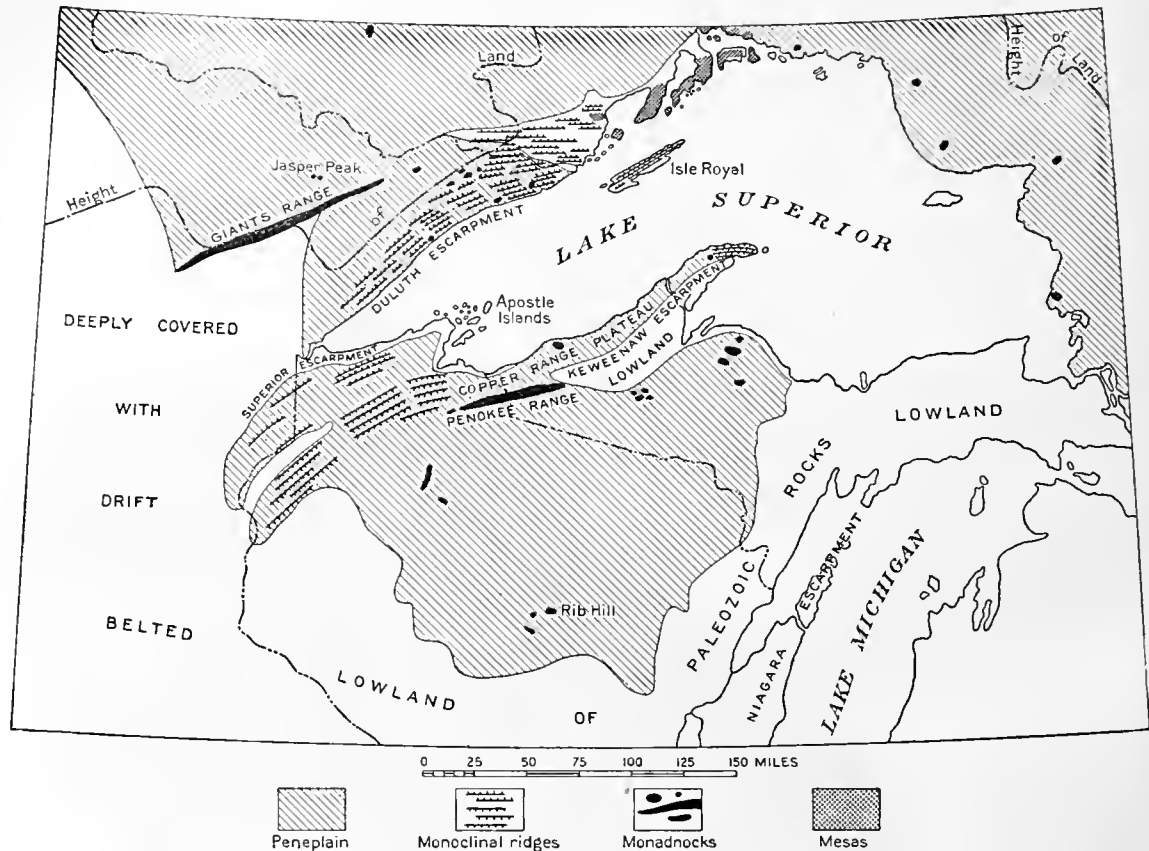 Land
Height
of
Land
Jasper Peak
Height
GIANTS RANGE
of
Isle Royal
DULUTH ESCARPMENT
LAKE SUPERIOR
Apostle
Islands
DEEPLY COVERED
SUPERIOR ESCARPMENT
COPPER RANGE PLATEAU
KEWEENAW ESCARPMENT
LOWLAND
PENOKEE RANGE
WITH
LOWLAND
ROCKS
DRIFT
ESCARPMENT
LAKE MICHIGAN
Rib Hill
PALEOZOIC
BELTED
LOWLAND
OF
NIAGARA
0 25 50 75 100 125 150 MILES
Peneplain
Monoclinal ridges
Monadnocks
Mesas